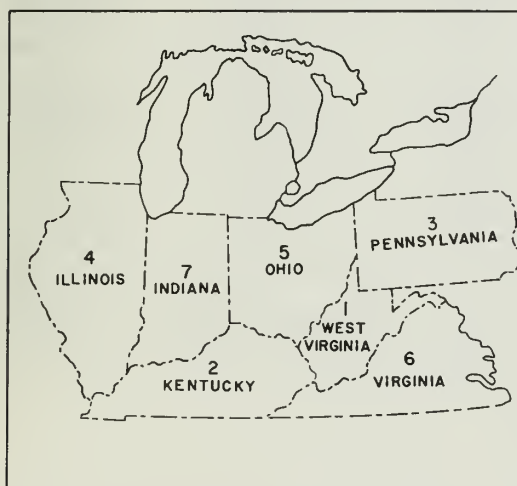 4
ILLINOIS
7
INDIANA
5
OHIO
3
PENNSYLVANIA
1
WEST
VIRGINIA
2
KENTUCKY
6
VIRGINIA